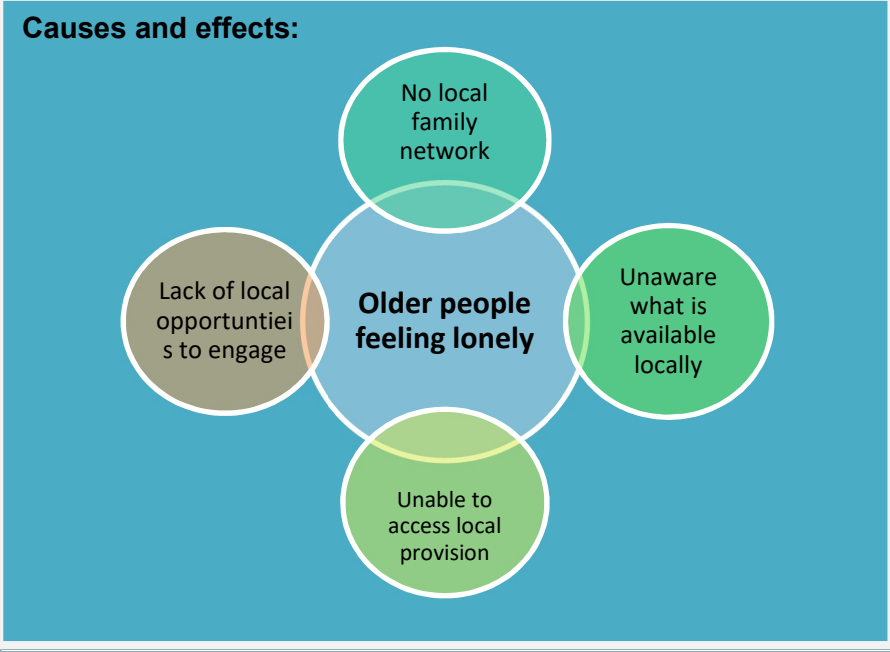 Causes and effects:
No local
family
network
Lack of local
opportuntiei
s to engage
Older people
feeling lonely
Unaware
what is
available
locally
Unable to
access local
provision